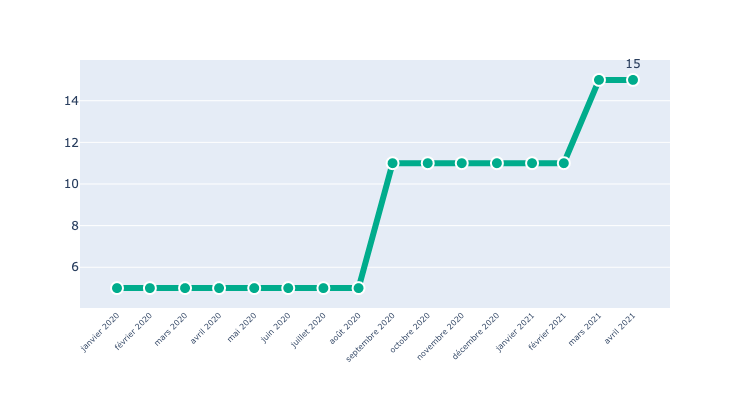 15
14
12
10
8
6
janvier 2020
février 2020
mars 2020
avril 2020
mai 2020
juin 2020
juillet 2020
août 2020
septembre 2020
octobre 2020
novembre 2020
décembre 2020
janvier 2021
février 2021
mars 2021
avril 2021